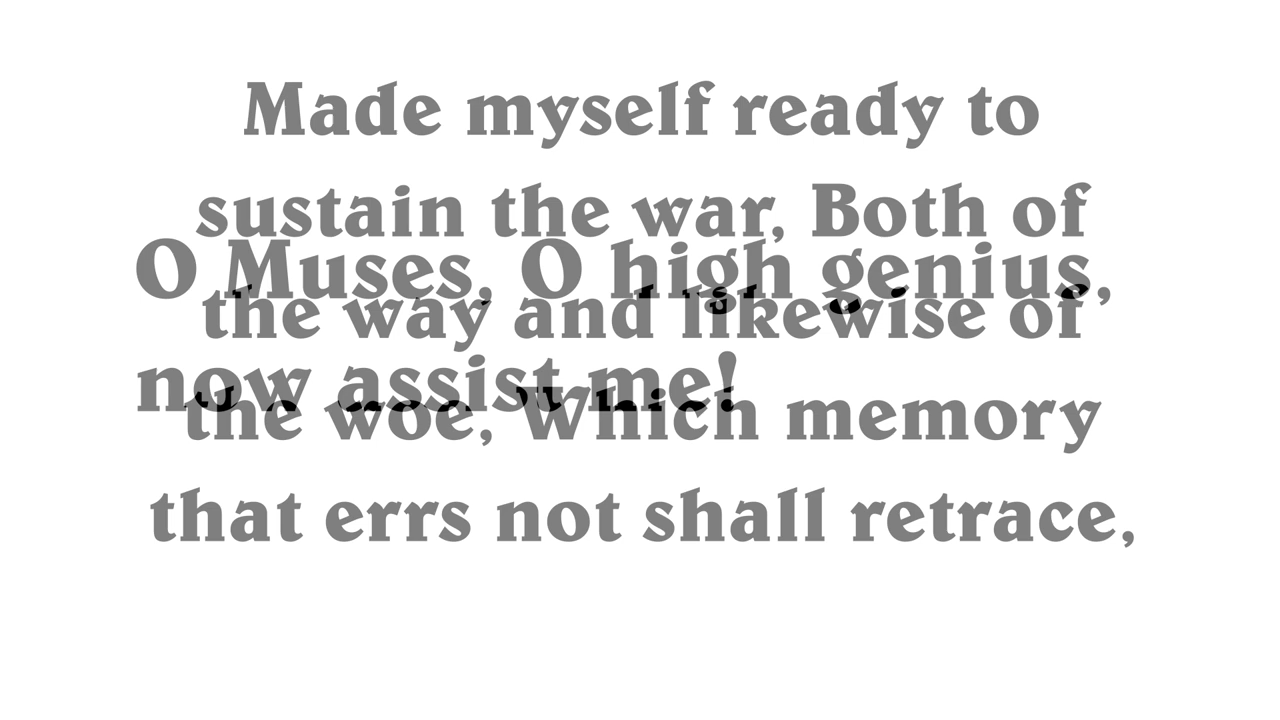 Made myself ready to
sustain the war, Both of
the way and likewise of
the woe, Which memory
that errs not shall retrace,
O Muses, O high genius,
now assist me!